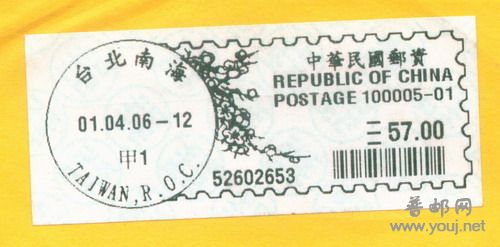 台北南海
01.04.06-12
甲1
TAIWAN, R.O.C.
中華民國郵資
REPUBLIC OF CHINA
POSTAGE 100005-01
57.00
52602653
普邮网
www.youj.net